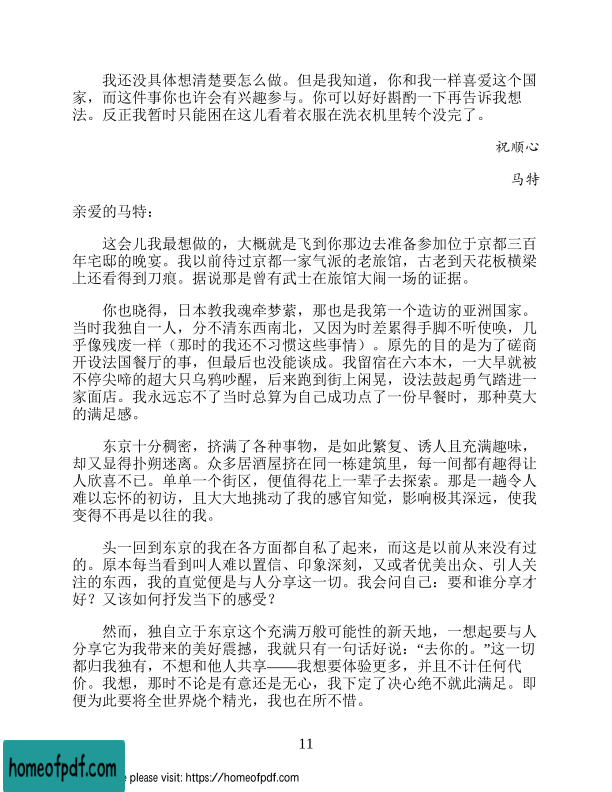 我还没具体想清楚要怎么做。但是我知道，你和我一样喜爱这个国
家，而这件事你也许会有兴趣参与。你可以好好斟酌一下再告诉我想
法。反正我暂时只能困在这儿看着衣服在洗衣机里转个没完了。
祝顺心
马特
亲爱的马特：
这会儿我最想做的，大概就是飞到你那边去准备参加位于京都三百
年宅邸的晚宴。我以前待过京都一家气派的老旅馆，古老到天花板横梁
上还看得到刀痕。据说那是曾有武士在旅馆大闹一场的证据。
你也晓得，日本教我魂牵梦萦，那也是我第一个造访的亚洲国家。
当时我独自一人，分不清东西南北，又因为时差累得手脚不听使唤，几
乎像残废一样（那时的我还不习惯这些事情）。原先的目的是为了磋商
开设法国餐厅的事，但最后也没能谈成。我留宿在六本木，一大早就被
不停尖啼的超大只乌鸦吵醒，后来跑到街上闲晃，设法鼓起勇气踏进一
家面店。我永远忘不了当时总算为自己成功点了一份早餐时，那种莫大
的满足感。
东京十分稠密，挤满了各种事物，是如此繁复、诱人且充满趣味，
却又显得扑朔迷离。众多居酒屋挤在同一栋建筑里，每一间都有趣得让
人欣喜不已。单单一个街区，便值得花上一辈子去探索。那是一趟令人
难以忘怀的初访，且大大地挑动了我的感官知觉，影响极其深远，使我
变得不再是以往的我。
头一回到东京的我在各方面都自私了起来，而这是以前从来没有过
的。原本每当看到叫人难以置信、印象深刻，又或者优美出众、引人关
注的东西，我的直觉便是与人分享这一切。我会问自己：要和谁分享才
好？又该如何抒发当下的感受？
然而，独自立于东京这个充满万般可能性的新天地，一想起要与人
分享它为我带来的美好震撼，我就只有一句话好说：“去你的。”这一切
都归我独有，不想和他人共享——我想要体验更多，并且不计任何代
价。我想，那时不论是有意还是无心，我下定了决心绝不就此满足。即
便为此要将全世界烧个精光，我也在所不惜。
11
homeofpdf.com
please visit: https://homeofpdf.com